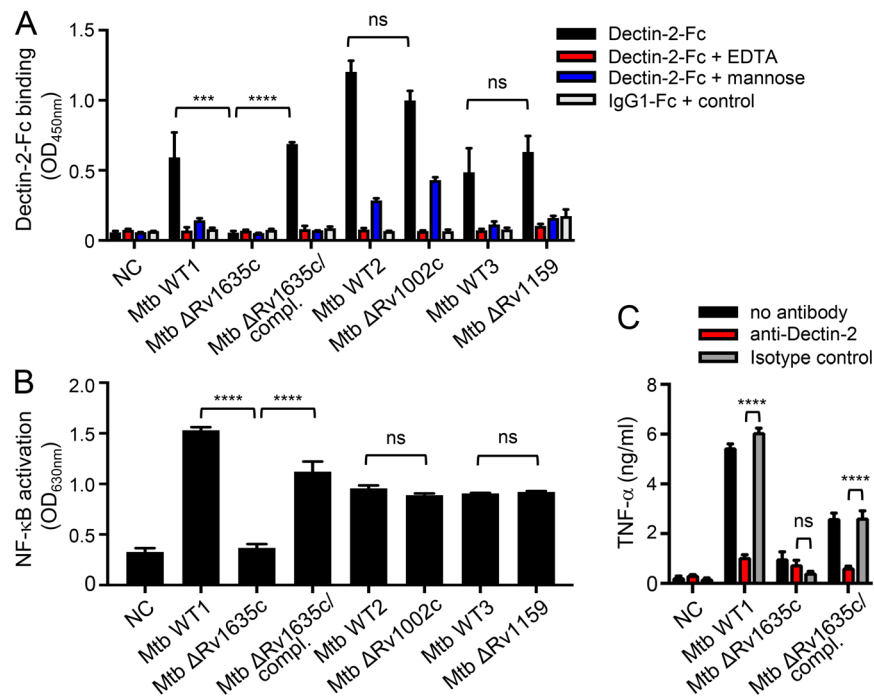 A
Dectin-2-Fc binding
(OD450nm)
1.5
1.0
0.5
0
***
****
ns
ns
Dectin-2-Fc
Dectin-2-Fc + EDTA
Dectin-2-Fc + mannose
IgG1-Fc + control
NC
Mtb WT1
Mtb ΔRv1635c
Mtb ΔRv1635c/
compl.
Mtb WT2
Mtb ΔRv1002c
Mtb WT3
Mtb ΔRv1159
B
NF-κB activation
(OD630nm)
2.0
1.5
1.0
0.5
0
****
****
ns
ns
NC
Mtb WT1
Mtb ΔRv1635c
Mtb ΔRv1635c/
compl.
Mtb WT2
Mtb ΔRv1002c
Mtb WT3
Mtb ΔRv1159
C
no antibody
anti-Dectin-2
Isotype control
TNF-α (ng/ml)
8
6
4
2
0
****
ns
****
NC
Mtb WT1
Mtb ΔRv1635c
Mtb ΔRv1635c/
compl.